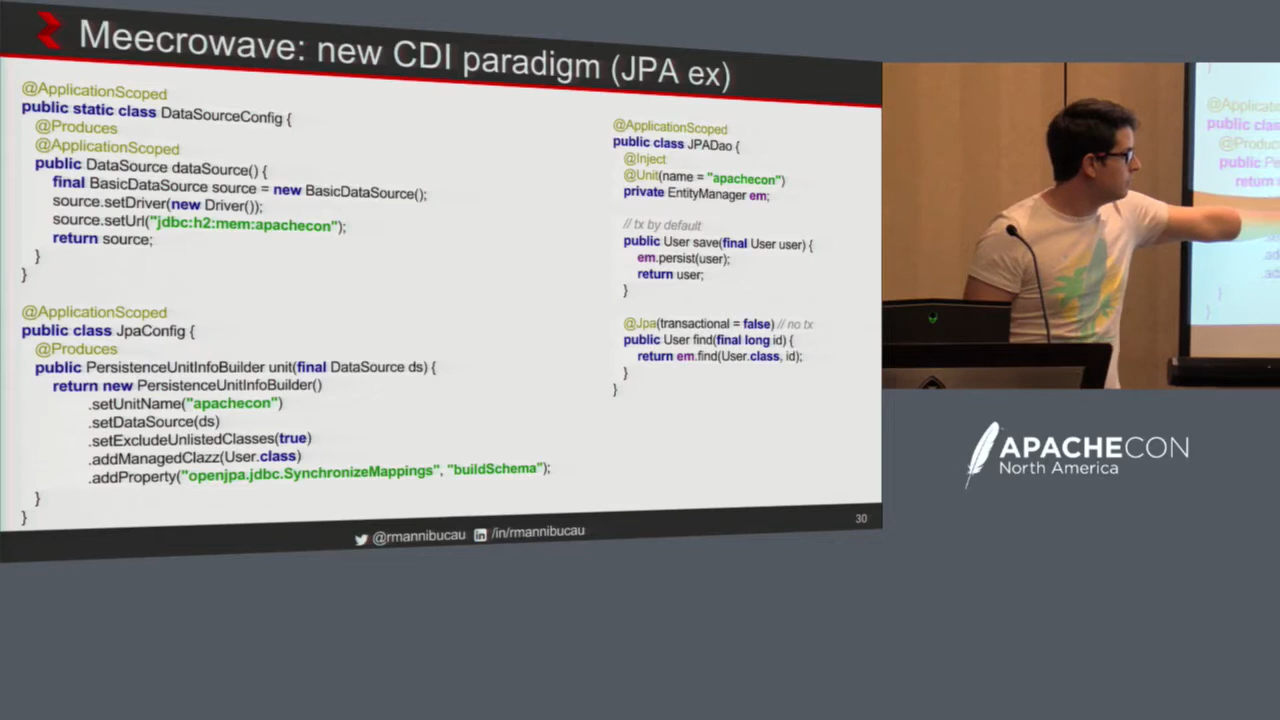 Meecrowave: new CDI paradigm (JPA ex)
@ApplicationScoped
public static class DataSourceConfig {
@Produces
@ApplicationScoped
public DataSource dataSource() {
final BasicDataSource source = new BasicDataSource();
source.setDriver(new Driver());
source.setUrl("jdbc:h2:mem:apachecon");
return source;
}
}
@ApplicationScoped
public class JpaConfig {
@Produces
public PersistenceUnitInfoBuilder unit(final DataSource ds) {
return new PersistenceUnitInfoBuilder()
.setUnitName("apachecon")
.setDataSource(ds)
.setExcludeUnlistedClasses(true)
.addManagedClazz(User.class)
.addProperty("openjpa.jdbc.SynchronizeMappings", "buildSchema");
}
}
@ApplicationScoped
public class JPADao {
@Inject
@Unit(name = "apachecon")
private EntityManager em;
// tx by default
public User save(final User user) {
em.persist(user);
return user;
}
@Jpa(transactional = false) // no tx
public User find(final long id) {
return em.find(User.class, id);
}
}
@rmannibucau in /in/rmannibucau
30
public
return
APACHECON
North America